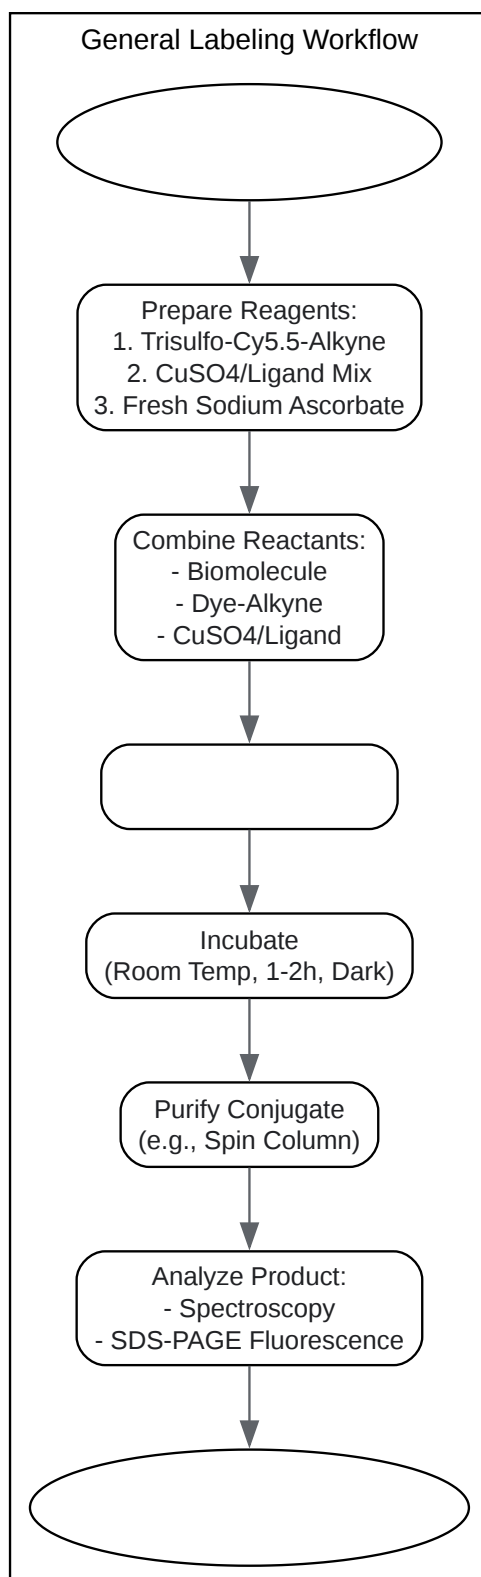 General Labeling Workflow
Prepare Reagents:
1. Trisulfo-Cy5.5-Alkyne
2. CuSO4/Ligand Mix
3. Fresh Sodium Ascorbate
Combine Reactants:
- Biomolecule
- Dye-Alkyne
- CuSO4/Ligand
Incubate
(Room Temp, 1-2h, Dark)
Purify Conjugate
(e.g., Spin Column)
Analyze Product:
- Spectroscopy
- SDS-PAGE Fluorescence